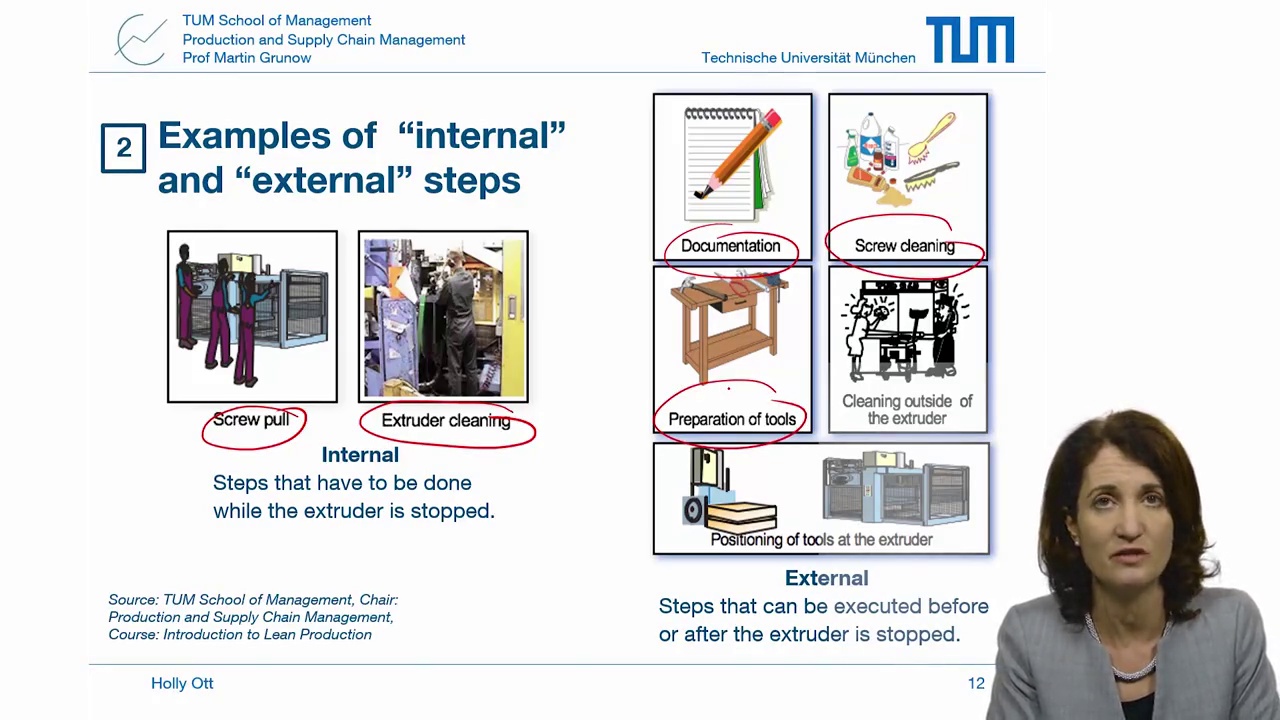 TUM School of Management
Production and Supply Chain Management
Prof Martin Grunow
Technische Universität München
TUM
2
Examples of “internal”
and “external” steps
Screw pull
Extruder cleaning
Internal
Steps that have to be done
while the extruder is stopped.
Documentation
Screw cleaning
Preparation of tools
Cleaning outside of
the extruder
Positioning of tools at the extruder
External
Steps that can be executed before
or after the extruder is stopped.
Source: TUM School of Management, Chair:
Production and Supply Chain Management,
Course: Introduction to Lean Production
Holly Ott
12